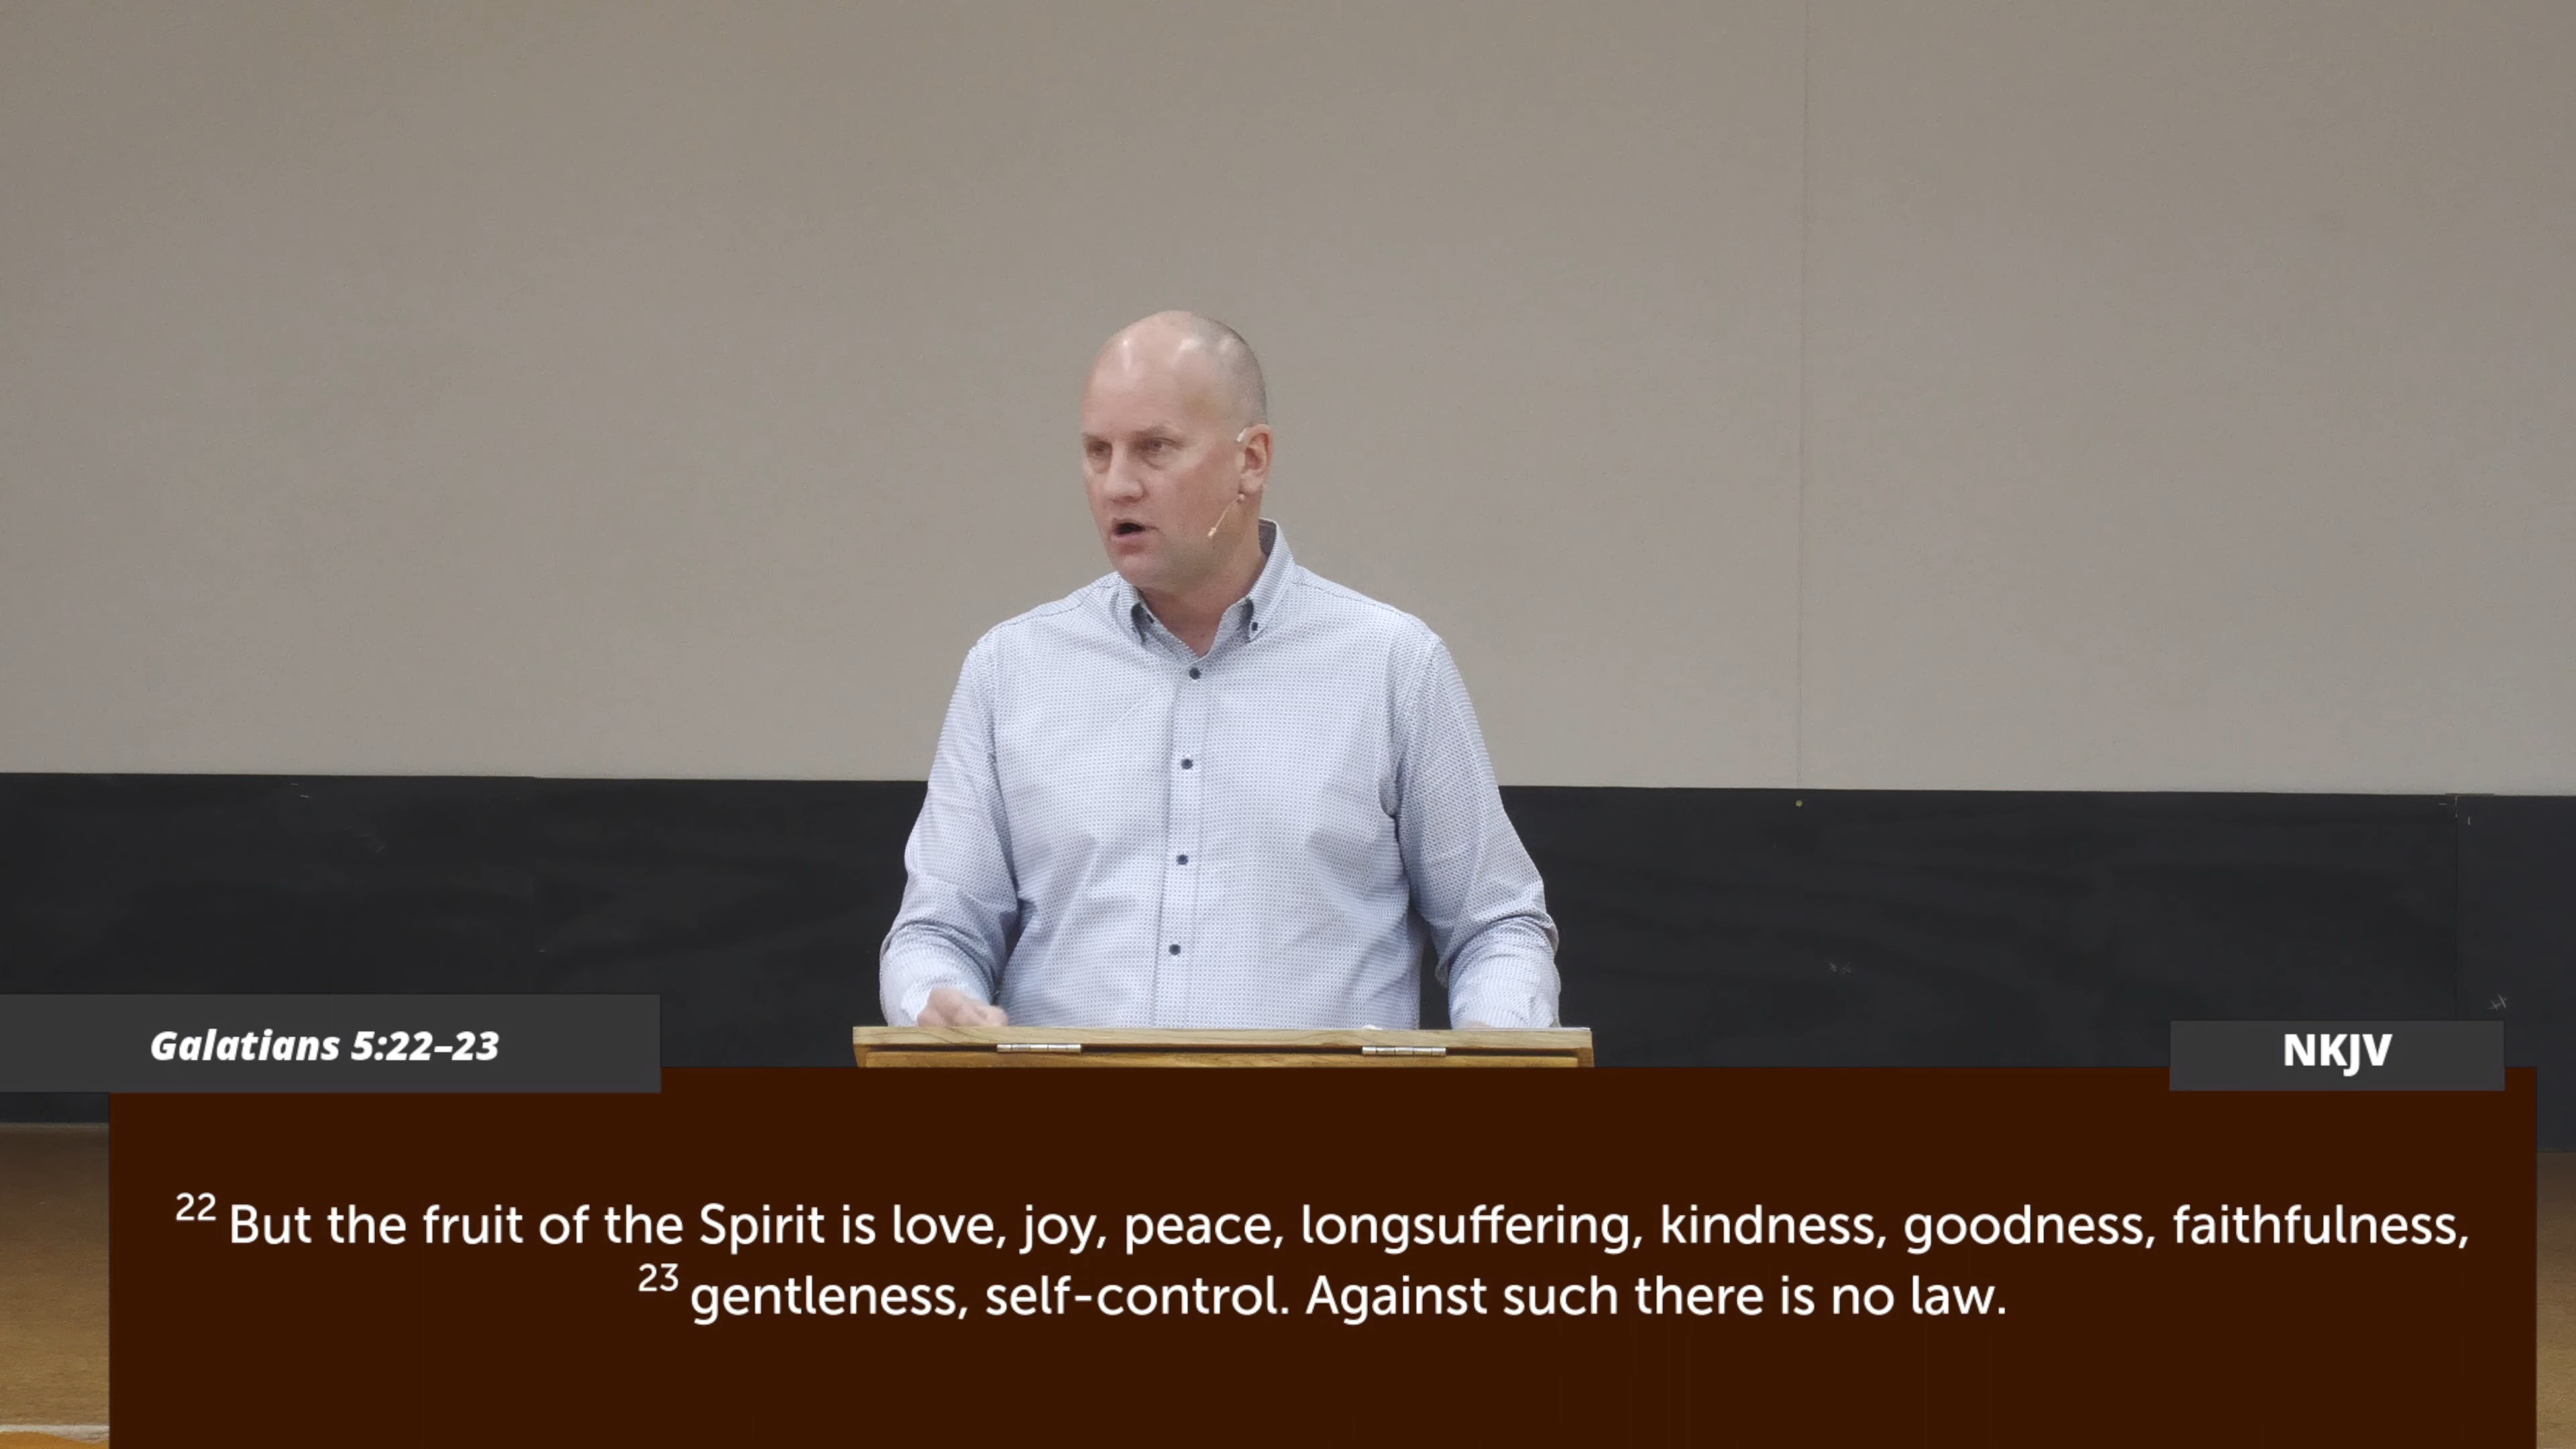 Galatians 5:22–23
NKJV
22 But the fruit of the Spirit is love, joy, peace, longsuffering, kindness, goodness, faithfulness,
23 gentleness, self-control. Against such there is no law.